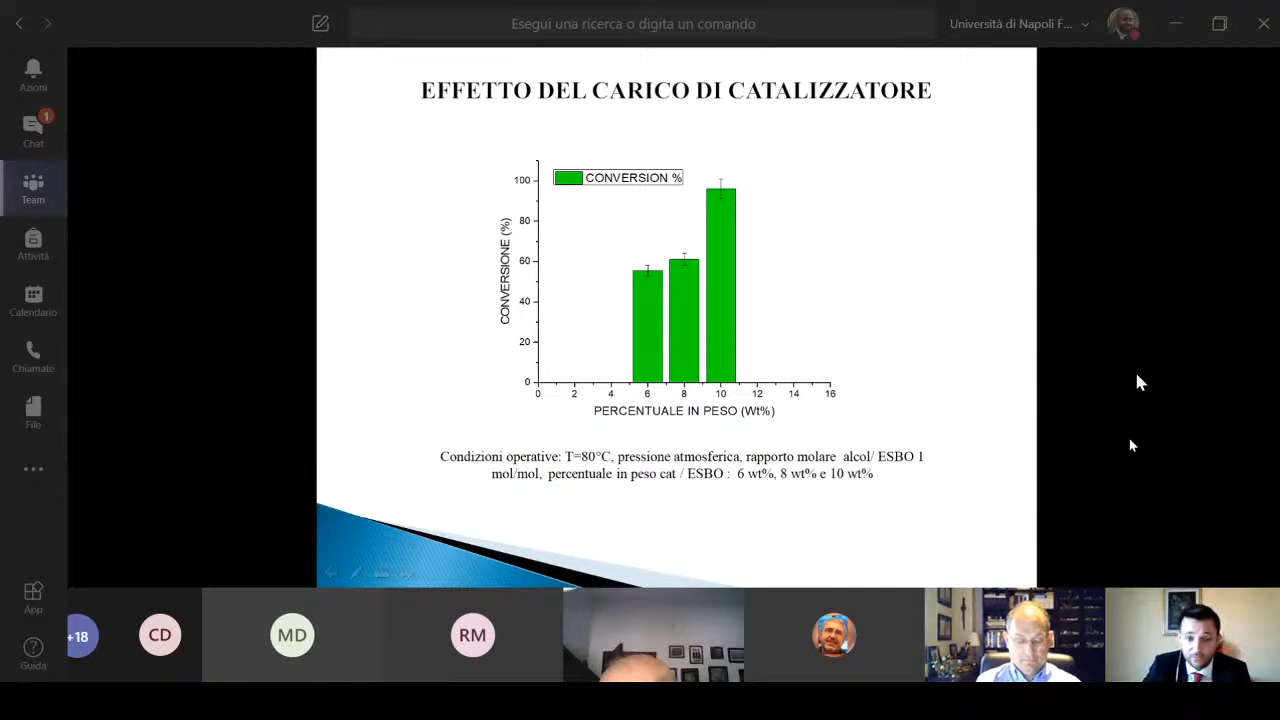 Esegui una ricerca o digita un comando
Università di Napoli F...
Azioni
1
Chat
Team
Attività
Calendario
Chiamate
File
App
Guida
EFFETTO DEL CARICO DI CATALIZZATORE
CONVERSION %
CONVERSIONE (%)
100
80
60
40
20
0
0 2 4 6 8 10 12 14 16
PERCENTUALE IN PESO (Wt%)
Condizioni operative: T=80°C, pressione atmosferica, rapporto molare alcol/ ESBO 1
mol/mol, percentuale in peso cat / ESBO : 6 wt%, 8 wt% e 10 wt%
+18
CD
MD
RM